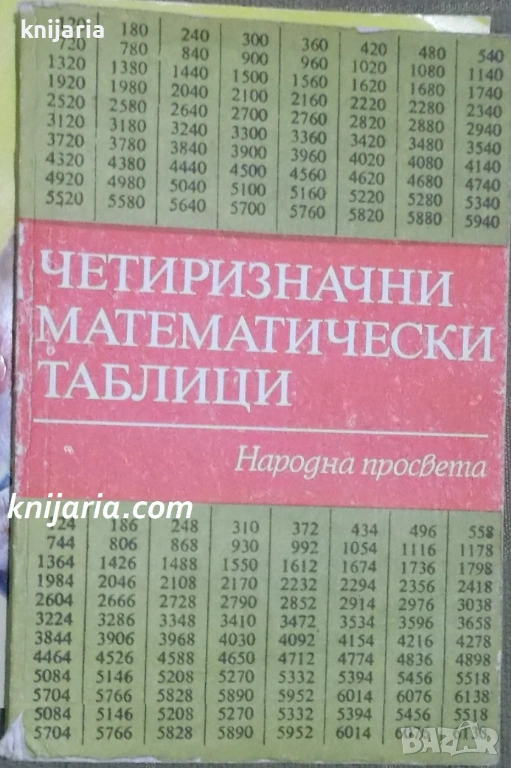 knijaria
120 180 240 300 360 420 480 540
720 780 840 900 960 1020 1080 1140
1320 1380 1440 1500 1560 1620 1680 1740
1920 1980 2040 2100 2160 2220 2280 2340
2520 2580 2640 2700 2760 2820 2880 2940
3120 3180 3240 3300 3360 3420 3480 3540
3720 3780 3840 3900 3960 4020 4080 4140
4320 4380 4440 4500 4560 4620 4680 4740
4920 4980 5040 5100 5160 5220 5280 5340
5520 5580 5640 5700 5760 5820 5880 5940
knijaria.com
ЧЕТИРИЗНАЧНИ
МАТЕМАТИЧЕСКИ
ТАБЛИЦИ
Народна просвета
knijaria.com
124 186 248 310 372 434 496 558
744 806 868 930 992 1054 1116 1178
1364 1426 1488 1550 1612 1674 1736 1798
1984 2046 2108 2170 2232 2294 2356 2418
2604 2666 2728 2790 2852 2914 2976 3038
3224 3286 3348 3410 3472 3534 3596 3658
3844 3906 3968 4030 4092 4154 4216 4278
4464 4526 4588 4650 4712 4774 4836 4898
5084 5146 5208 5270 5332 5394 5456 5518
5704 5766 5828 5890 5952 6014 6076 6138
5084 5146 5208 5270 5332 5394 5456 5518
5704 5766 5828 5890 5952 6014
БАZАР